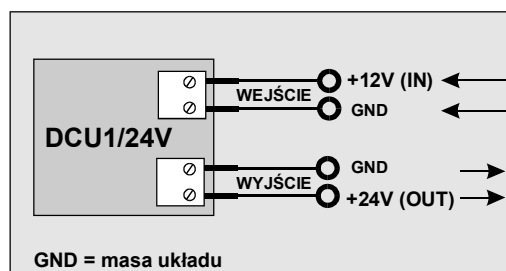 +12V (IN)
WEJŚCIE
GND
DCU1/24V
GND
WYJŚCIE
+24V (OUT)
GND = masa układu